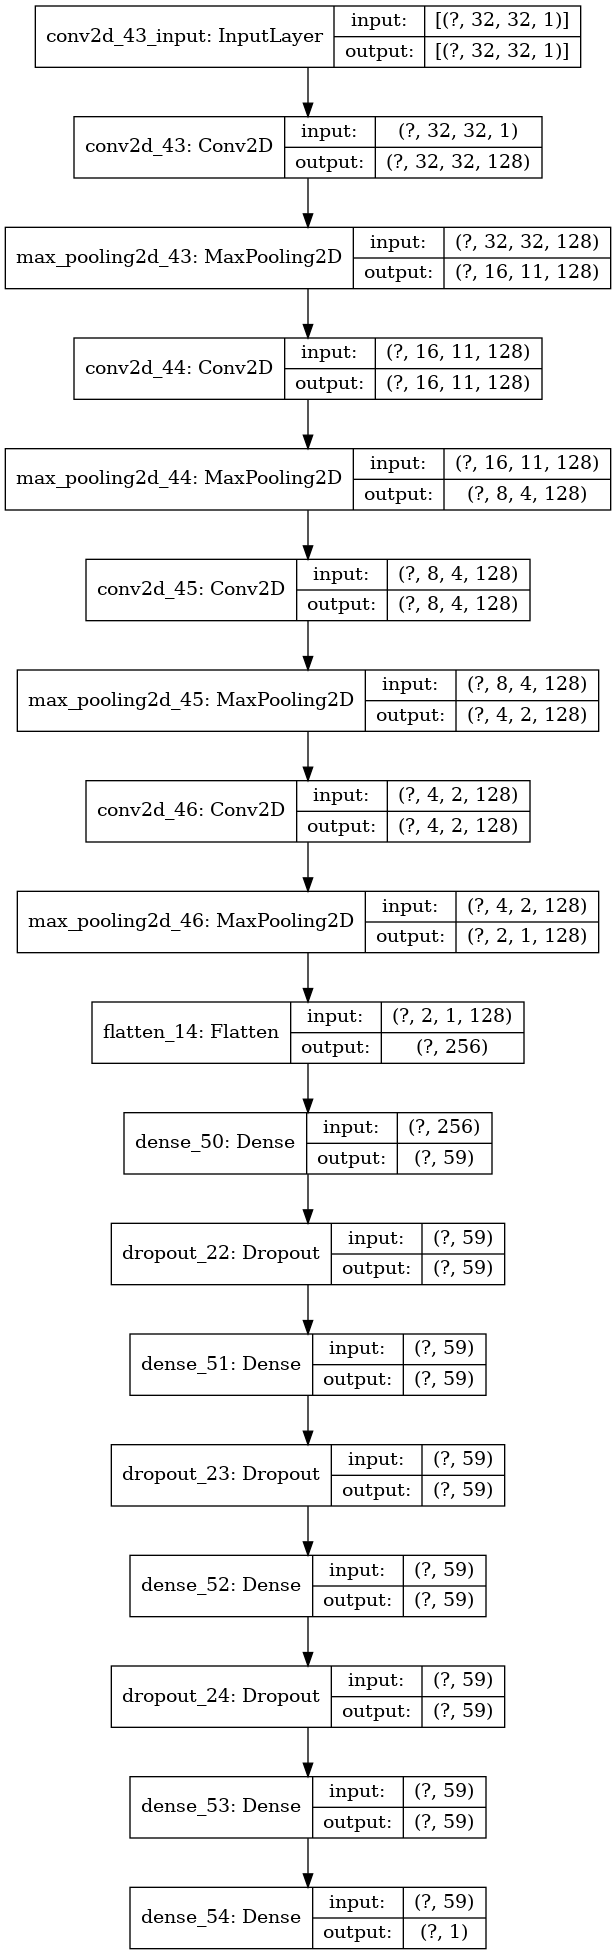 conv2d_43_input: InputLayer
input: [(?, 32, 32, 1)]
output: [(?, 32, 32, 1)]
conv2d_43: Conv2D
input: (?, 32, 32, 1)
output: (?, 32, 32, 128)
max_pooling2d_43: MaxPooling2D
input: (?, 32, 32, 128)
output: (?, 16, 11, 128)
conv2d_44: Conv2D
input: (?, 16, 11, 128)
output: (?, 16, 11, 128)
max_pooling2d_44: MaxPooling2D
input: (?, 16, 11, 128)
output: (?, 8, 4, 128)
conv2d_45: Conv2D
input: (?, 8, 4, 128)
output: (?, 8, 4, 128)
max_pooling2d_45: MaxPooling2D
input: (?, 8, 4, 128)
output: (?, 4, 2, 128)
conv2d_46: Conv2D
input: (?, 4, 2, 128)
output: (?, 4, 2, 128)
max_pooling2d_46: MaxPooling2D
input: (?, 4, 2, 128)
output: (?, 2, 1, 128)
flatten_14: Flatten
input: (?, 2, 1, 128)
output: (?, 256)
dense_50: Dense
input: (?, 256)
output: (?, 59)
dropout_22: Dropout
input: (?, 59)
output: (?, 59)
dense_51: Dense
input: (?, 59)
output: (?, 59)
dropout_23: Dropout
input: (?, 59)
output: (?, 59)
dense_52: Dense
input: (?, 59)
output: (?, 59)
dropout_24: Dropout
input: (?, 59)
output: (?, 59)
dense_53: Dense
input: (?, 59)
output: (?, 59)
dense_54: Dense
input: (?, 59)
output: (?, 1)